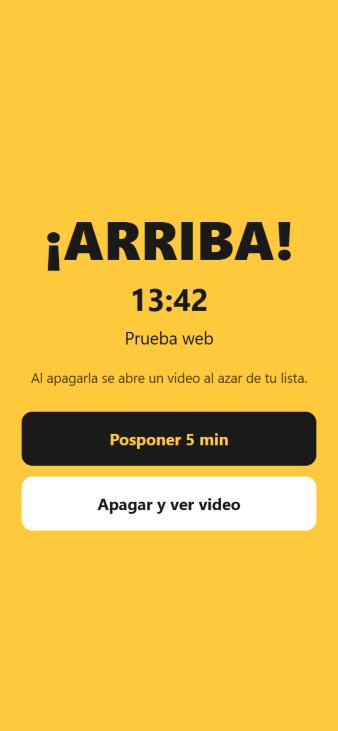 ¡ARRIBA!
13:42
Prueba web
Al apagarla se abre un video al azar de tu lista.
Posponer 5 min
Apagar y ver video